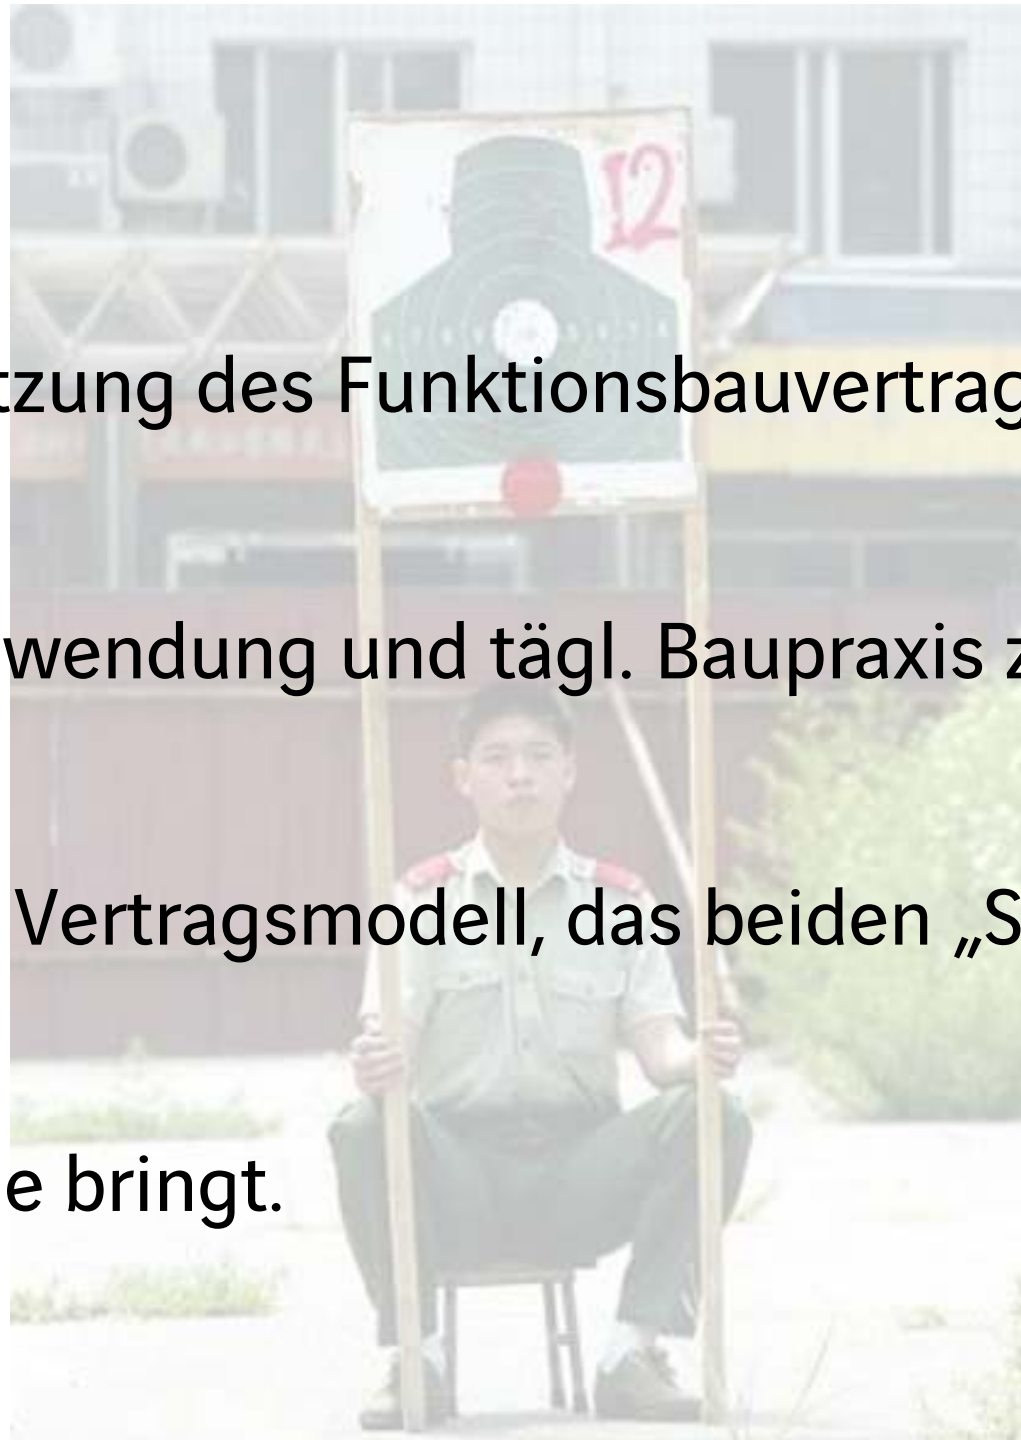 12
tzung des Funktionsbauvertrag
wendung und tägl. Baupraxis z
Vertragsmodell, das beiden „S
e bringt.